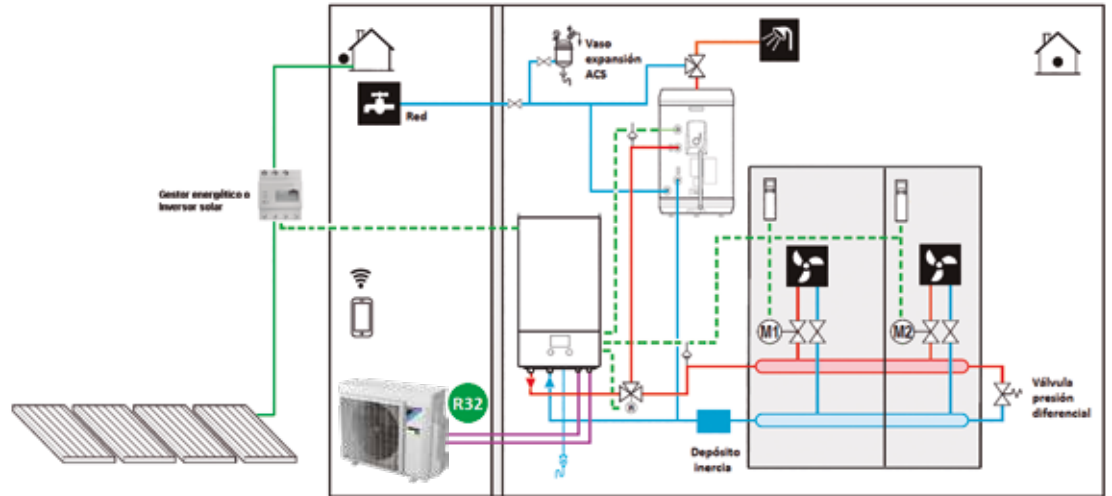 Vaso
expansión
ACS
Red
Gestor energético o
Inversor solar
R32
M1
M2
Válvula
presión
diferencial
Depósito
inercia